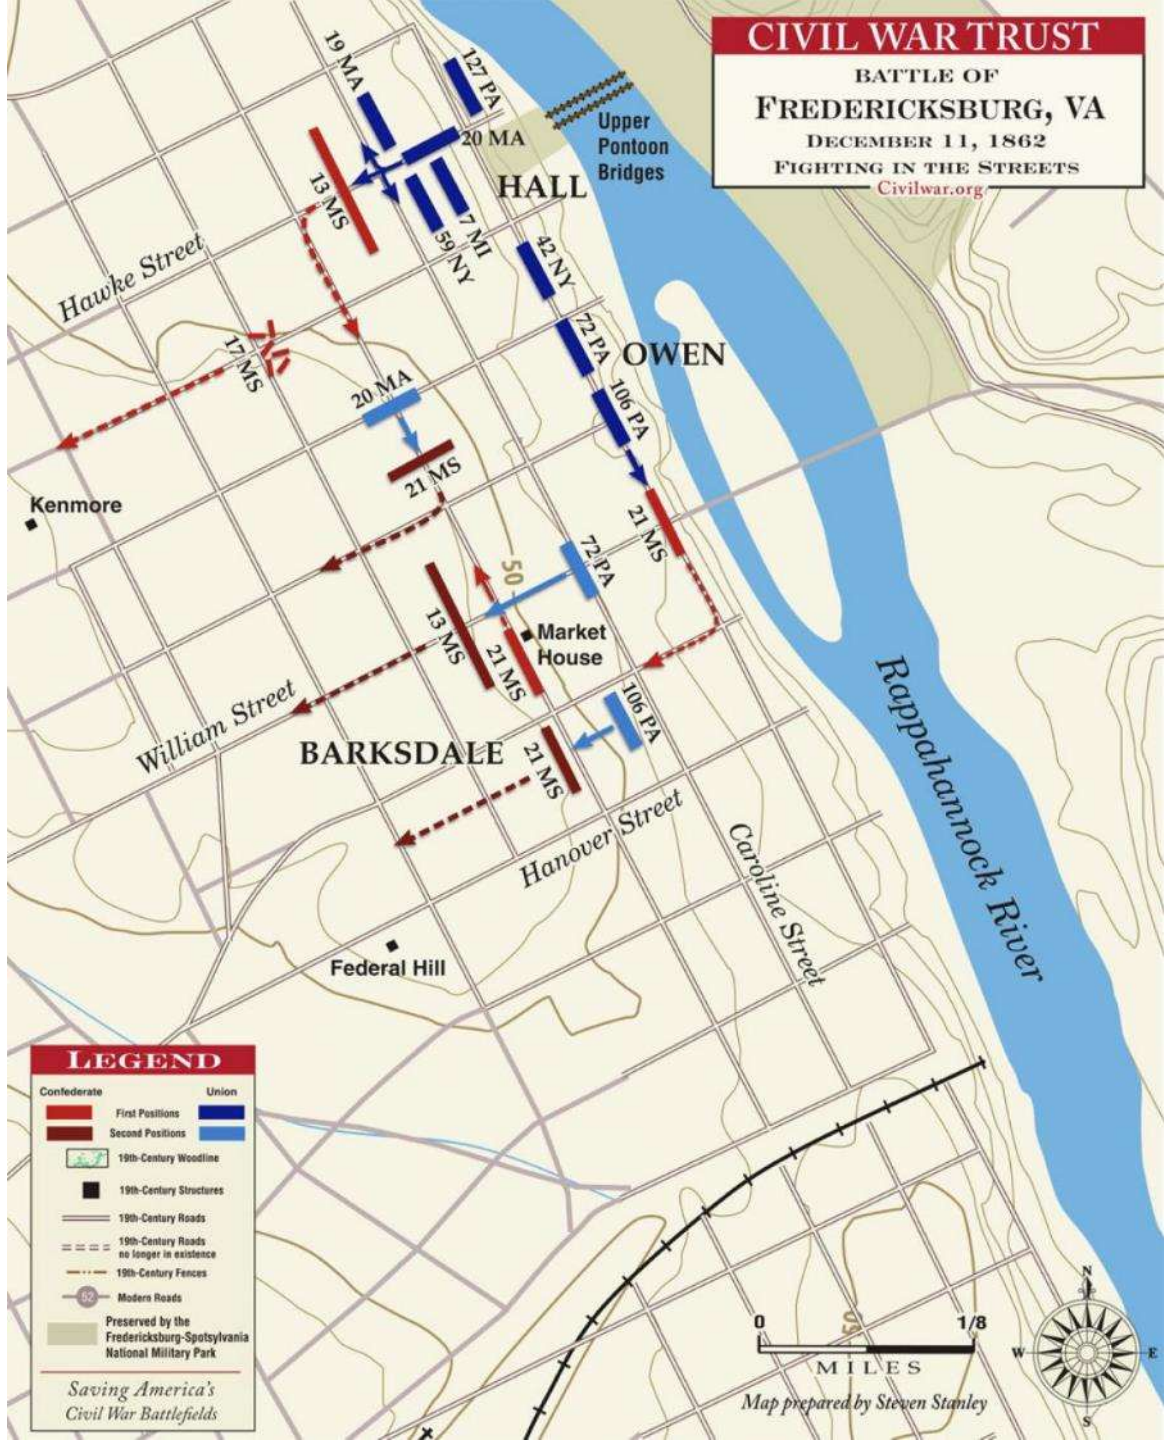 CIVIL WAR TRUST
BATTLE OF
FREDERICKSBURG, VA
DECEMBER 11, 1862
FIGHTING IN THE STREETS
Civilwar.org
19 MA
127 PA
20 MA
Upper
Pontoon
Bridges
HALL
13 MS
7 MI
59 NY
42 NY
Hawke Street
72 PA
OWEN
17 MS
20 MA
106 PA
21 MS
Kenmore
21 MS
50
72 PA
13 MS
Market
House
21 MS
William Street
106 PA
BARKSDALE
21 MS
Rappahannock River
Hanover Street
Caroline Street
Federal Hill
LEGEND
Confederate
Union
First Positions
Second Positions
19th-Century Woodline
19th-Century Structures
19th-Century Roads
19th-Century Roads
no longer in existence
19th-Century Fences
52
Modern Roads
Preserved by the
Fredericksburg-Spotsylvania
National Military Park
Saving America's
Civil War Battlefields
50
0 1/8
MILES
Map prepared by Steven Stanley
N
W E
S